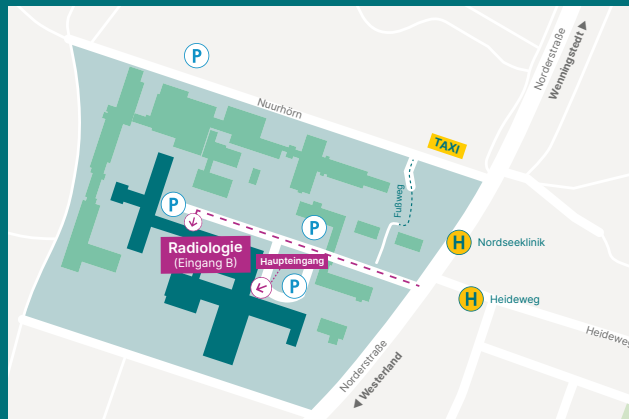 P
Nuurhörn
Norderstraße
Wenningstedt
TAXI
Fußweg
P
P
H Nordseeklinik
Radiologie
(Eingang B)
Haupteingang
P
H Heideweg
Heideweg
Norderstraße
Westerland